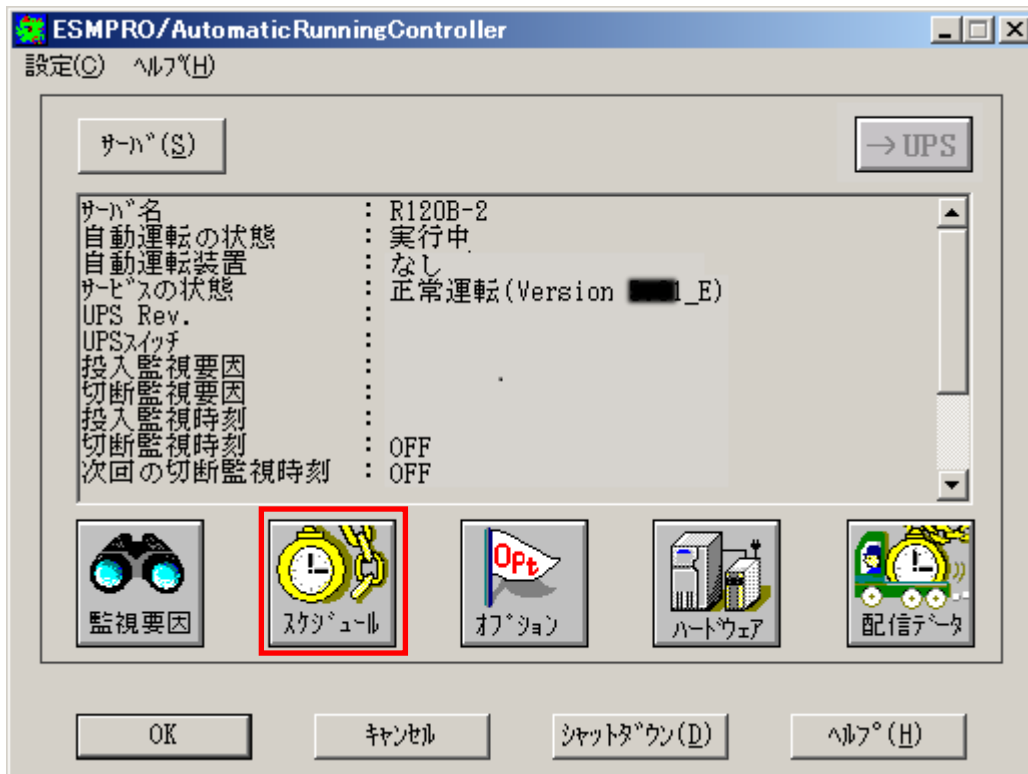 ESMPRO/AutomaticRunningController
設定(C) ﾍﾙﾌﾟ(H)
ｻｰﾊﾞ(S) →UPS
ｻｰﾊﾞ名 : R120B-2
自動運転の状態 : 実行中
自動運転装置 : なし
ｻｰﾋﾞｽの状態 : 正常運転(Version 1_E)
UPS Rev. :
UPSｽｲｯﾁ :
投入監視要因 :
切断監視要因 :
投入監視時刻 :
切断監視時刻 : OFF
次回の切断監視時刻 : OFF
監視要因 ｽｹｼﾞｭｰﾙ ｵﾌﾟｼｮﾝ ﾊｰﾄﾞｳｪｱ 配信ﾃﾞｰﾀ
OPt
OK ｷｬﾝｾﾙ ｼｬｯﾄﾀﾞｳﾝ(D) ﾍﾙﾌﾟ(H)